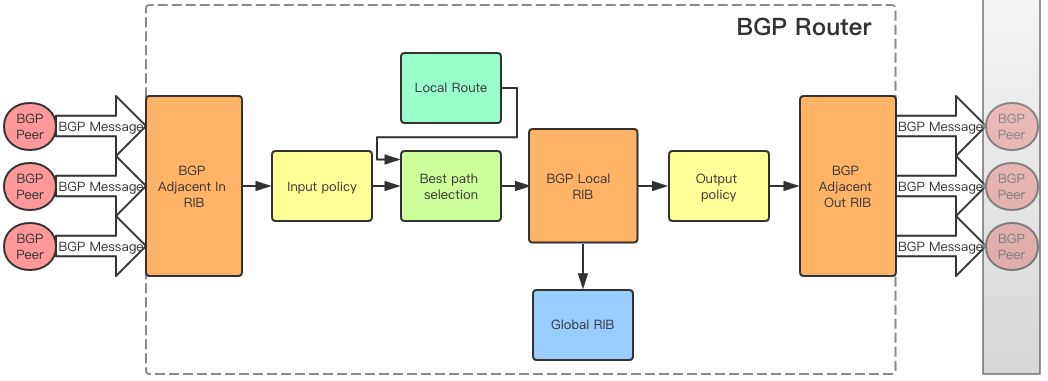 BGP Router
Local Route
BGP
Peer
BGP Message
BGP
Peer
BGP Message
BGP
Peer
BGP Message
BGP
Adjacent In
RIB
Input policy
Best path
selection
BGP Local
RIB
Global RIB
Output
policy
BGP
Adjacent
Out RIB
BGP Message
BGP
Peer
BGP Message
BGP
Peer
BGP Message
BGP
Peer